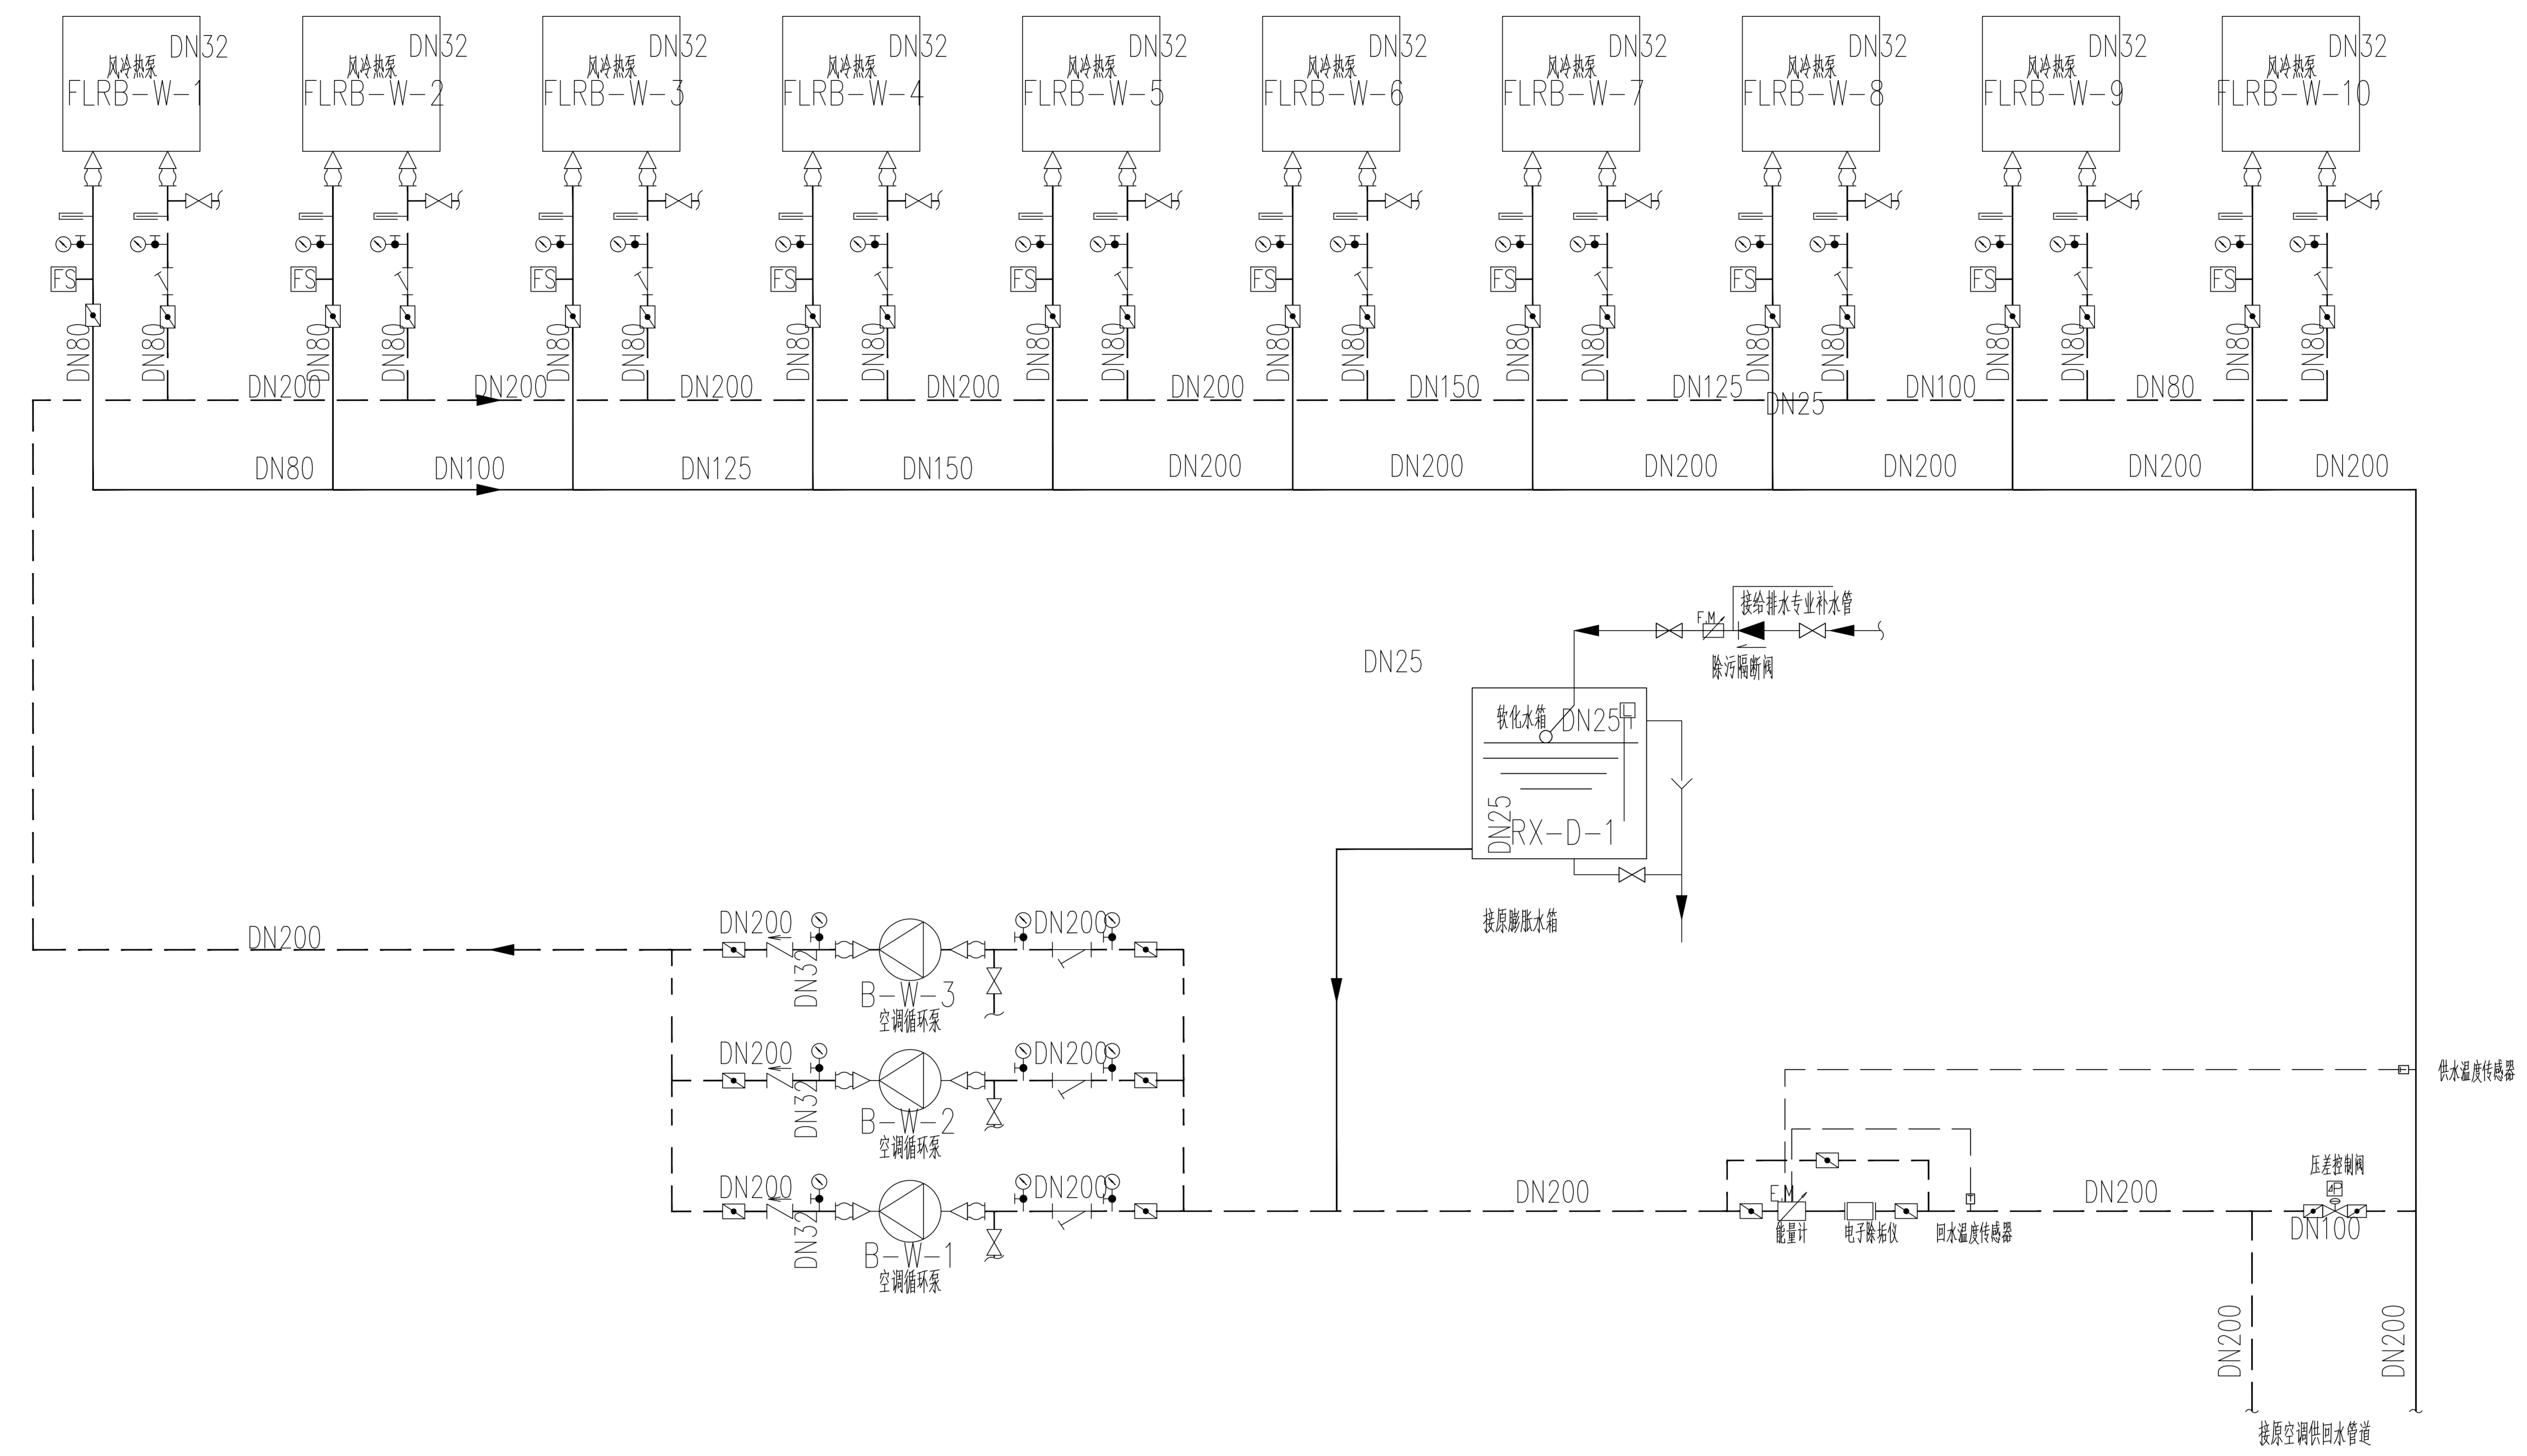 DN32 DN32 DN32 DN32 DN32 DN32 DN32 DN32 DN32 DN32
风冷热泵 风冷热泵 风冷热泵 风冷热泵 风冷热泵 风冷热泵 风冷热泵 风冷热泵 风冷热泵 风冷热泵
FLRB-W-1 FLRB-W-2 FLRB-W-3 FLRB-W-4 FLRB-W-5 FLRB-W-6 FLRB-W-7 FLRB-W-8 FLRB-W-9 FLRB-W-10
FS FS FS FS FS FS FS FS FS FS
DN80 DN80 DN80 DN80 DN80 DN80 DN80 DN80 DN80 DN80 DN80 DN80 DN80 DN80 DN80 DN80 DN80 DN80 DN80 DN80
DN200 DN200 DN200 DN200 DN200 DN150 DN125 DN100 DN80
DN25
DN80 DN100 DN125 DN150 DN200 DN200 DN200 DN200 DN200 DN200
接给排水专业补水管
F.M
DN25
除污隔断阀
软化水箱 DN25 L
DN25
RX-D-1
接原膨胀水箱
DN200
DN200 DN200
DN32
B-W-3
空调循环泵
DN200 DN200
DN32
B-W-2
空调循环泵
DN200 DN200
DN32
B-W-1
空调循环泵
供水温度传感器
压差控制阀
ΔP
DN200 E.M DN200
DN100
能量计 电子除垢仪 回水温度传感器
DN200 DN200
接原空调供回水管道